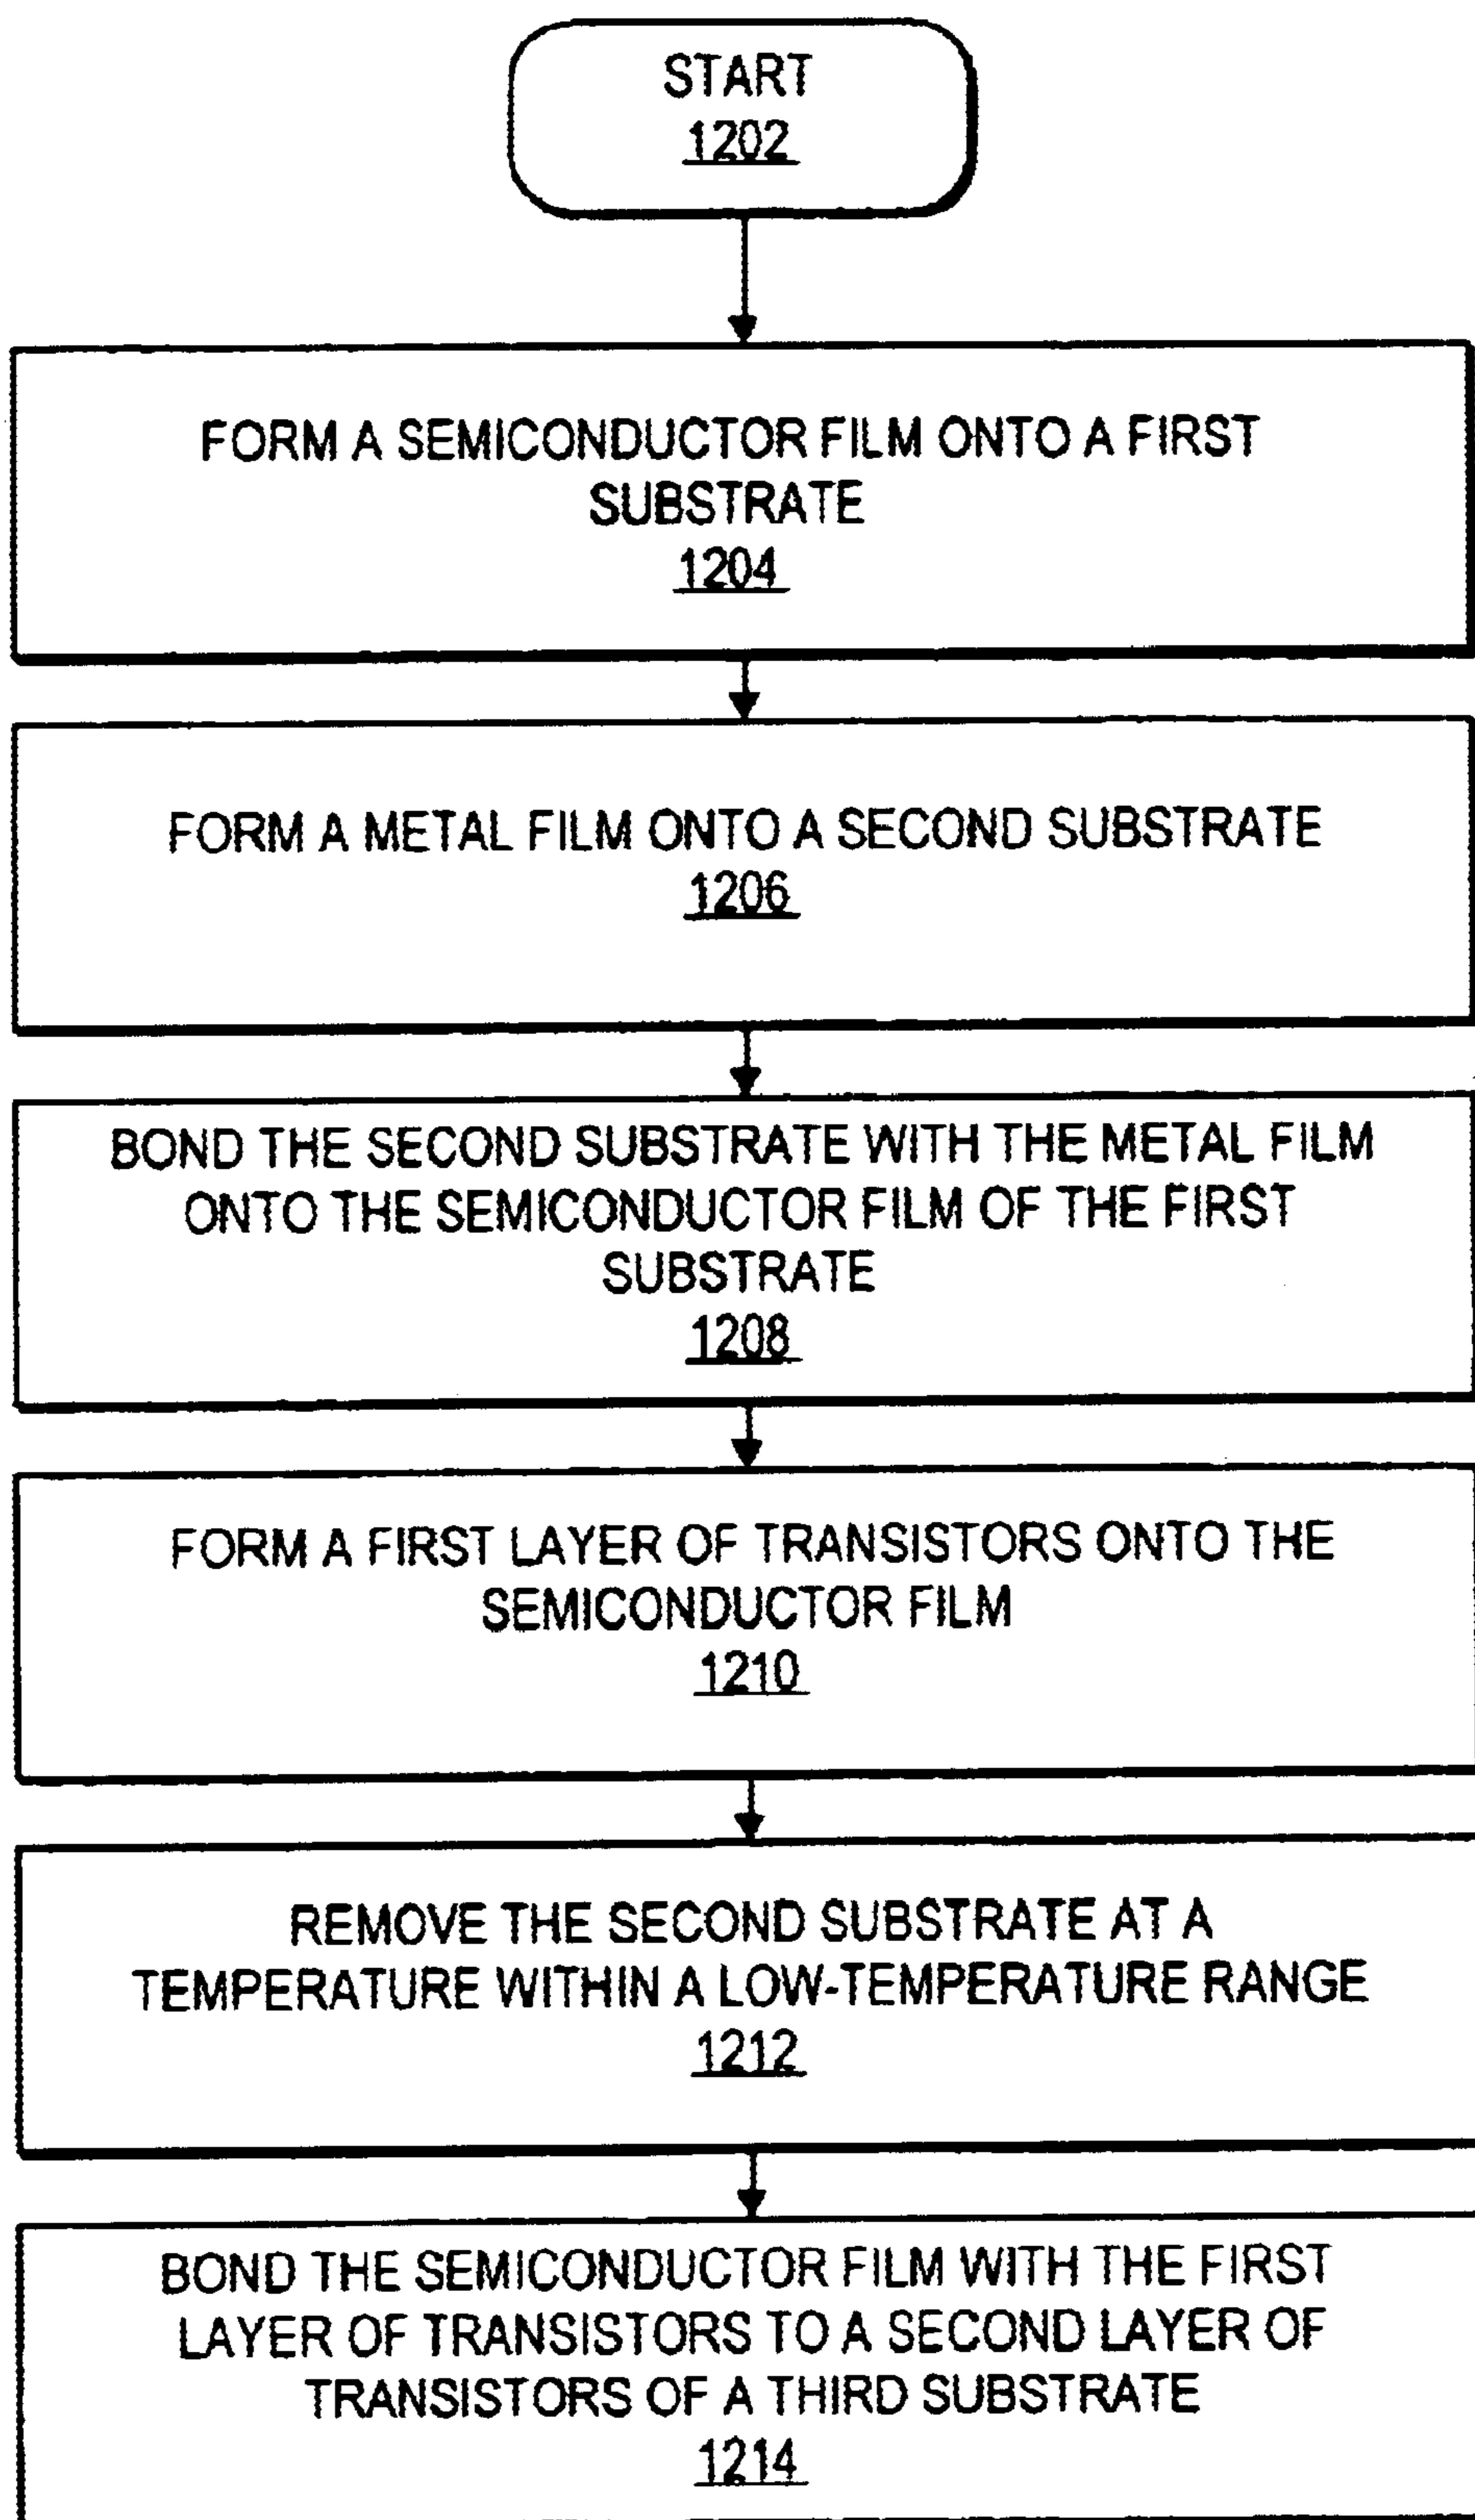 START
1202
FORM A SEMICONDUCTOR FILM ONTO A FIRST
SUBSTRATE
1204
FORM A METAL FILM ONTO A SECOND SUBSTRATE
1206
BOND THE SECOND SUBSTRATE WITH THE METAL FILM
ONTO THE SEMICONDUCTOR FILM OF THE FIRST
SUBSTRATE
1208
FORM A FIRST LAYER OF TRANSISTORS ONTO THE
SEMICONDUCTOR FILM
1210
REMOVE THE SECOND SUBSTRATE AT A
TEMPERATURE WITHIN A LOW-TEMPERATURE RANGE
1212
BOND THE SEMICONDUCTOR FILM WITH THE FIRST
LAYER OF TRANSISTORS TO A SECOND LAYER OF
TRANSISTORS OF A THIRD SUBSTRATE
1214